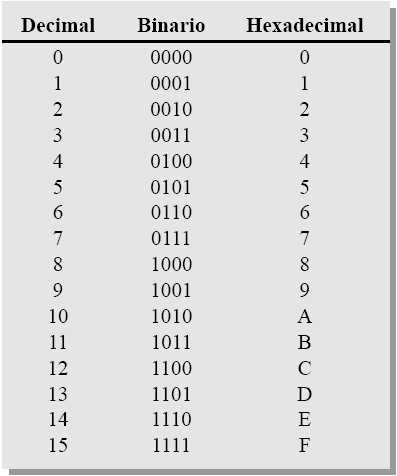 Decimal Binario Hexadecimal
0 0000 0
1 0001 1
2 0010 2
3 0011 3
4 0100 4
5 0101 5
6 0110 6
7 0111 7
8 1000 8
9 1001 9
10 1010 A
11 1011 B
12 1100 C
13 1101 D
14 1110 E
15 1111 F